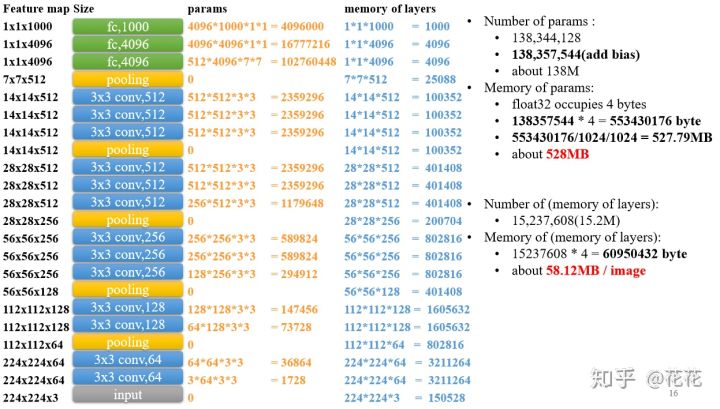 Feature map Size params memory of layers
1x1x1000 fc,1000 4096*1000*1*1 = 4096000 1*1*1000 = 1000
1x1x4096 fc,4096 4096*4096*1*1 = 16777216 1*1*4096 = 4096
1x1x4096 fc,4096 512*4096*7*7 = 102760448 1*1*4096 = 4096
7x7x512 pooling 0 7*7*512 = 25088
14x14x512 3x3 conv,512 512*512*3*3 = 2359296 14*14*512 = 100352
14x14x512 3x3 conv,512 512*512*3*3 = 2359296 14*14*512 = 100352
14x14x512 3x3 conv,512 512*512*3*3 = 2359296 14*14*512 = 100352
14x14x512 pooling 0 14*14*512 = 100352
28x28x512 3x3 conv,512 512*512*3*3 = 2359296 28*28*512 = 401408
28x28x512 3x3 conv,512 512*512*3*3 = 2359296 28*28*512 = 401408
28x28x512 3x3 conv,512 256*512*3*3 = 1179648 28*28*512 = 401408
28x28x256 pooling 0 28*28*256 = 200704
56x56x256 3x3 conv,256 256*256*3*3 = 589824 56*56*256 = 802816
56x56x256 3x3 conv,256 256*256*3*3 = 589824 56*56*256 = 802816
56x56x256 3x3 conv,256 128*256*3*3 = 294912 56*56*256 = 802816
56x56x128 pooling 0 56*56*128 = 401408
112x112x128 3x3 conv,128 128*128*3*3 = 147456 112*112*128 = 1605632
112x112x128 3x3 conv,128 64*128*3*3 = 73728 112*112*128 = 1605632
112x112x64 pooling 0 112*112*64 = 802816
224x224x64 3x3 conv,64 64*64*3*3 = 36864 224*224*64 = 3211264
224x224x64 3x3 conv,64 3*64*3*3 = 1728 224*224*64 = 3211264
224x224x3 input 0 224*224*3 = 150528
• Number of params :
• 138,344,128
• 138,357,544(add bias)
• about 138M
• Memory of params:
• float32 occupies 4 bytes
• 138357544 * 4 = 553430176 byte
• 553430176/1024/1024 = 527.79MB
• about 528MB
• Number of (memory of layers):
• 15,237,608(15.2M)
• Memory of (memory of layers):
• 15237608 * 4 = 60950432 byte
• about 58.12MB / image
知乎 @花花
16